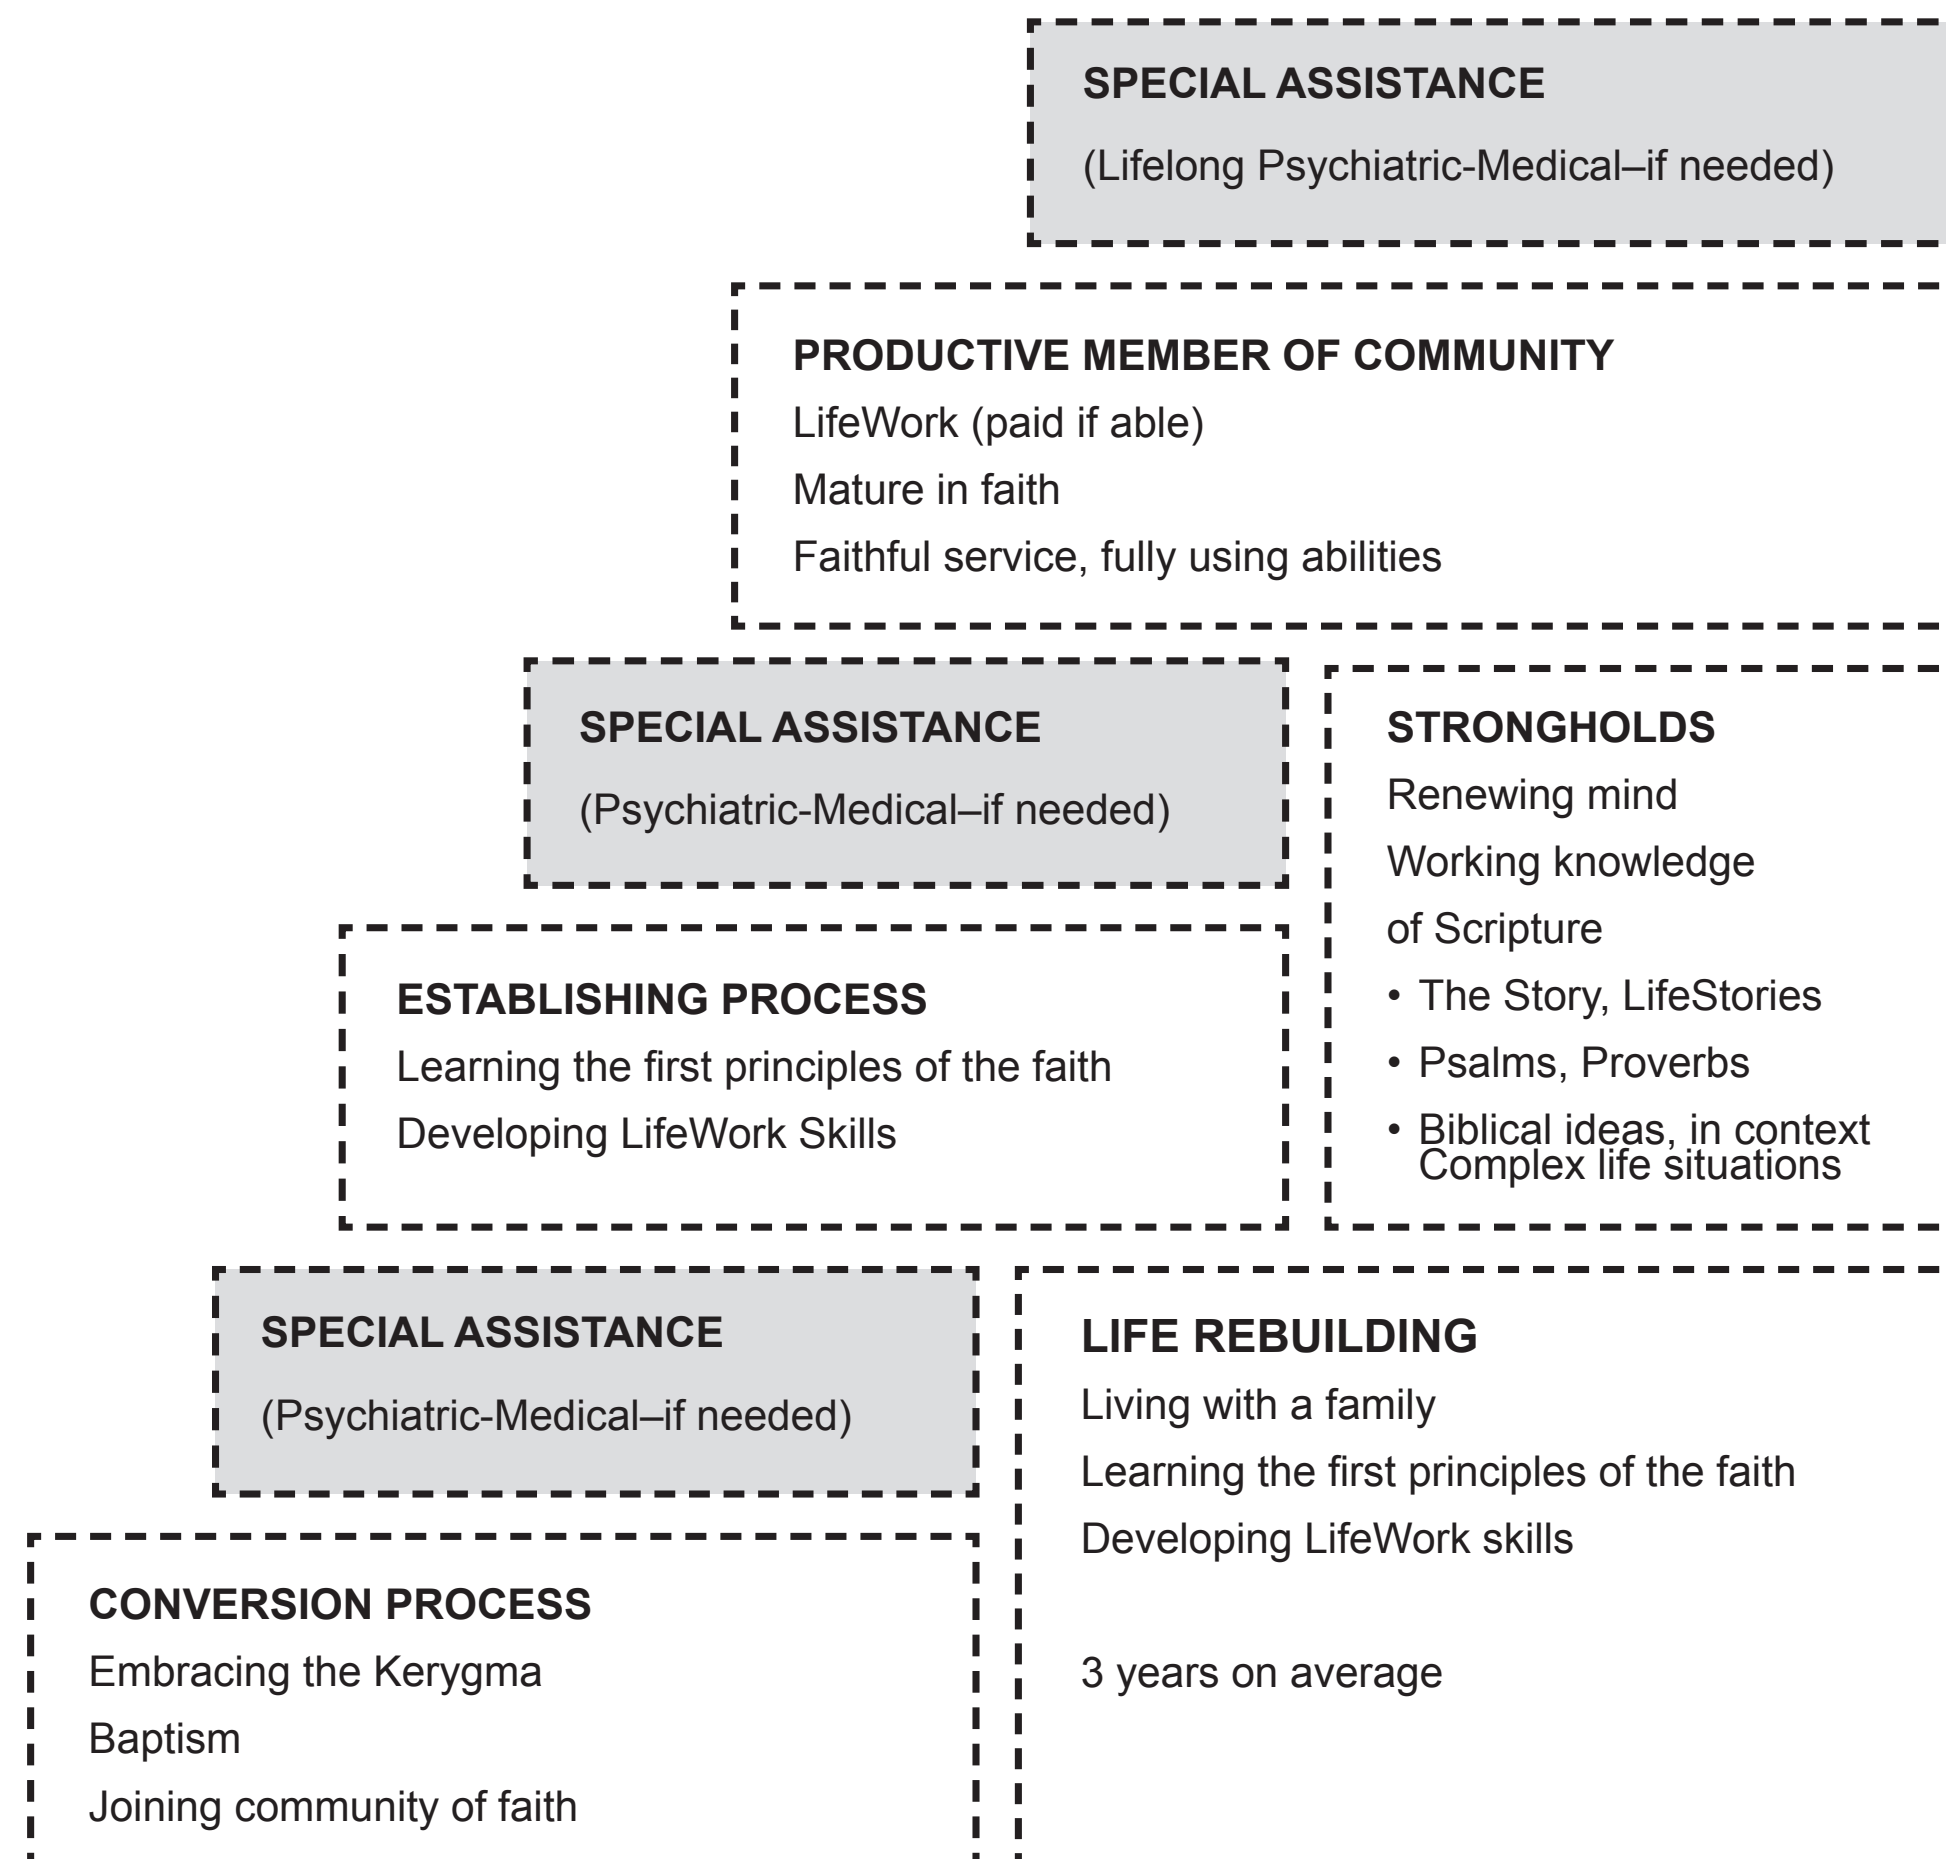 SPECIAL ASSISTANCE
(Lifelong Psychiatric-Medical–if needed)
PRODUCTIVE MEMBER OF COMMUNITY
LifeWork (paid if able)
Mature in faith
Faithful service, fully using abilities
SPECIAL ASSISTANCE
(Psychiatric-Medical–if needed)
STRONGHOLDS
Renewing mind
Working knowledge
of Scripture
• The Story, LifeStories
• Psalms, Proverbs
• Biblical ideas, in context
Complex life situations
ESTABLISHING PROCESS
Learning the first principles of the faith
Developing LifeWork Skills
SPECIAL ASSISTANCE
(Psychiatric-Medical–if needed)
LIFE REBUILDING
Living with a family
Learning the first principles of the faith
Developing LifeWork skills
3 years on average
CONVERSION PROCESS
Embracing the Kerygma
Baptism
Joining community of faith